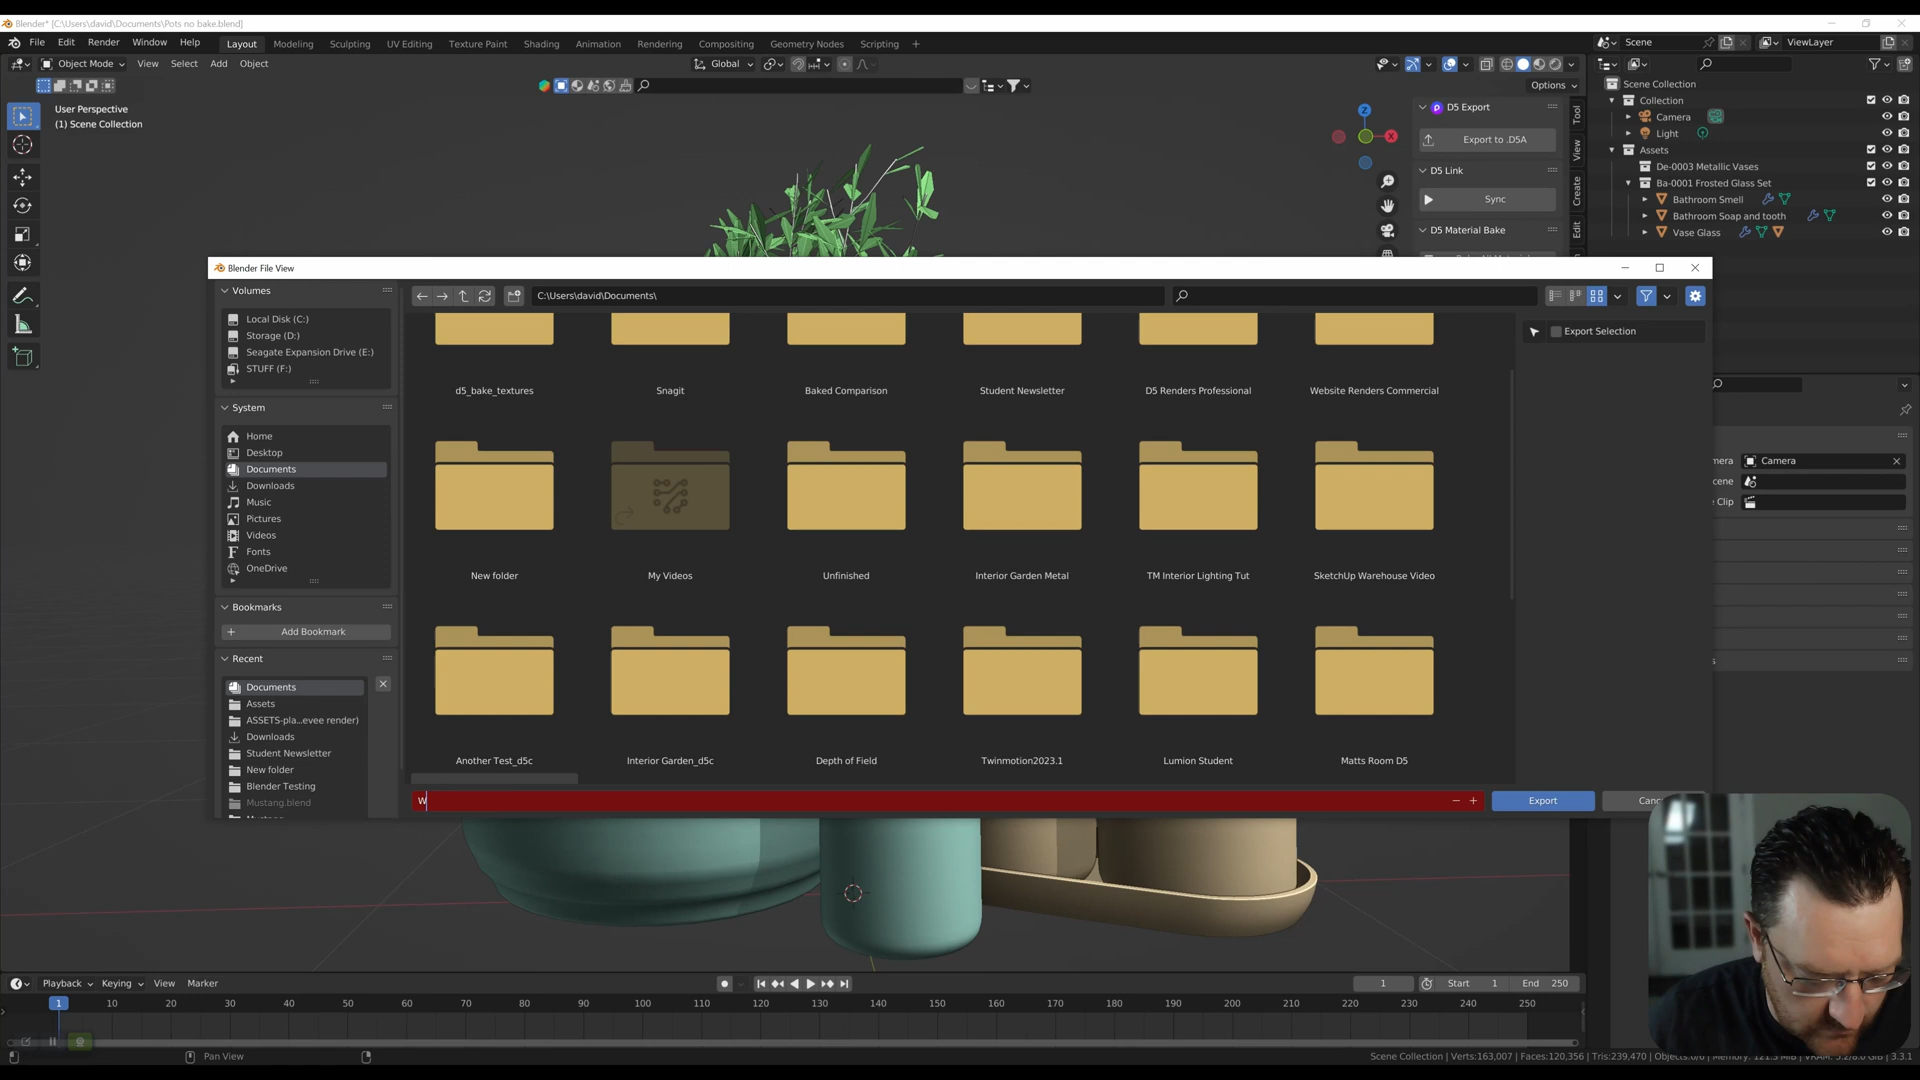 Blender* [C:\Users\david\Documents\Pots no bake.blend]
File Edit Render Window Help
Layout Modeling Sculpting UV Editing Texture Paint Shading Animation Rendering Compositing Geometry Nodes Scripting +
Scene
ViewLayer
Object Mode View Select Add Object
Global
Options
User Perspective
(1) Scene Collection
Z
X
D5 Export
Export to .D5A
D5 Link
Sync
D5 Material Bake
Tool
View
Create
Edit
Scene Collection
Collection
Camera
Light
Assets
De-0003 Metallic Vases
Ba-0001 Frosted Glass Set
Bathroom Smell
Bathroom Soap and tooth
Vase Glass
Blender File View
Volumes
Local Disk (C:)
Storage (D:)
Seagate Expansion Drive (E:)
STUFF (F:)
System
Home
Desktop
Documents
Downloads
Music
Pictures
Videos
Fonts
OneDrive
Bookmarks
Add Bookmark
Recent
Documents
Assets
ASSETS-pla...evee render)
Downloads
Student Newsletter
New folder
Blender Testing
Mustang.blend
C:\Users\david\Documents\
Export Selection
d5_bake_textures Snagit Baked Comparison Student Newsletter D5 Renders Professional Website Renders Commercial
New folder My Videos Unfinished Interior Garden Metal TM Interior Lighting Tut SketchUp Warehouse Video
Another Test_d5c Interior Garden_d5c Depth of Field Twinmotion2023.1 Lumion Student Matts Room D5
W
Export
Canc
mera Camera
cene
Clip
Playback Keying View Marker
1 Start 1 End 250
1 10 20 30 40 50 60 70 80 90 100 110 120 130 140 150 160 170 180 190 200 210 220 230 240 250
Pan View
Scene Collection | Verts:163,007 | Faces:120,356 | Tris:239,470 | Objects:0/6 | Memory: 121.3 MiB | VRAM: 3.2/8.0 GiB | 3.3.1